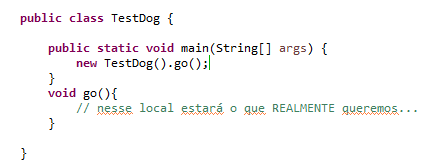 public class TestDog {
public static void main(String[] args) {
new TestDog().go();
}
void go(){
// nesse local estará o que REALMENTE queremos...
}
}